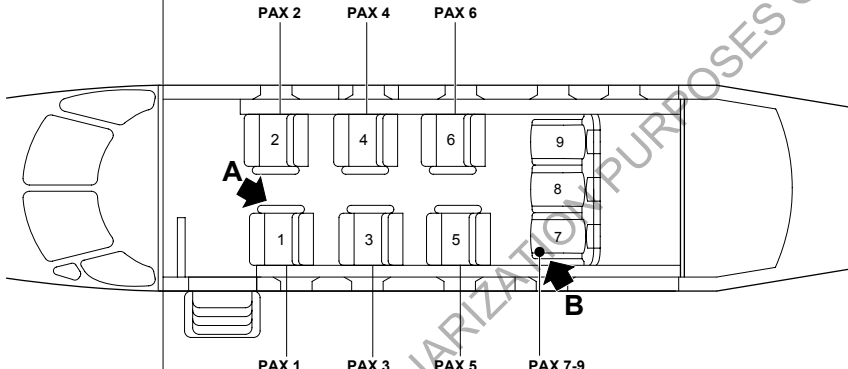 PAX 2 PAX 4 PAX 6
2 4 6 9
A
8
1 3 5 7
B
PAX 1 PAX 3 PAX 5 PAX 7-9
PURPOSES